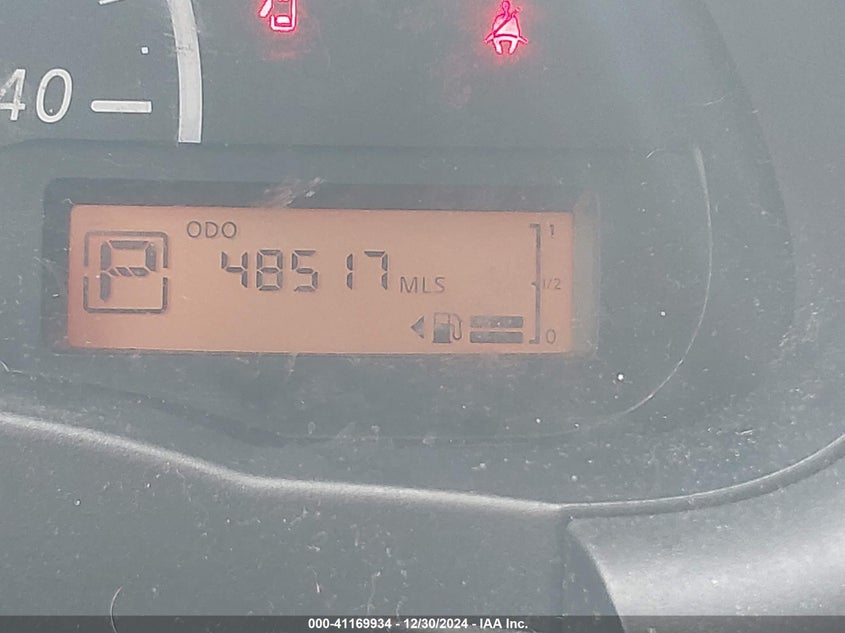 40
ODO
1
P
48517 MLS
1/2
0
000-41169934 - 12/30/2024 - IAA Inc.